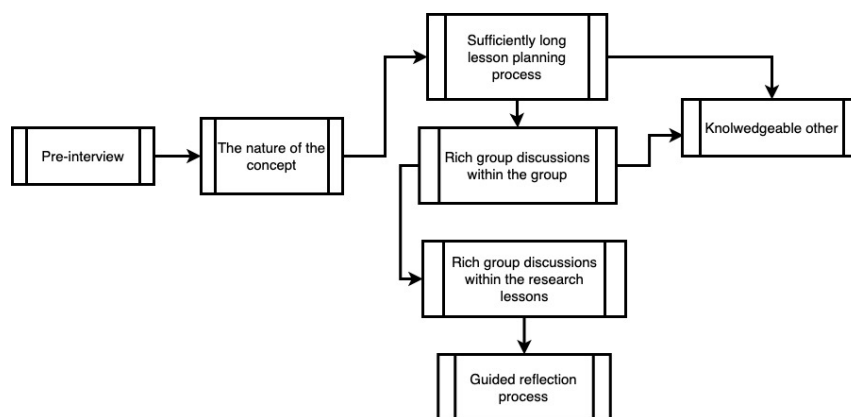 Pre-interview
The nature of the
concept
Sufficiently long
lesson planning
process
Knolwedgeable other
Rich group discussions
within the group
Rich group discussions
within the research
lessons
Guided reflection
process